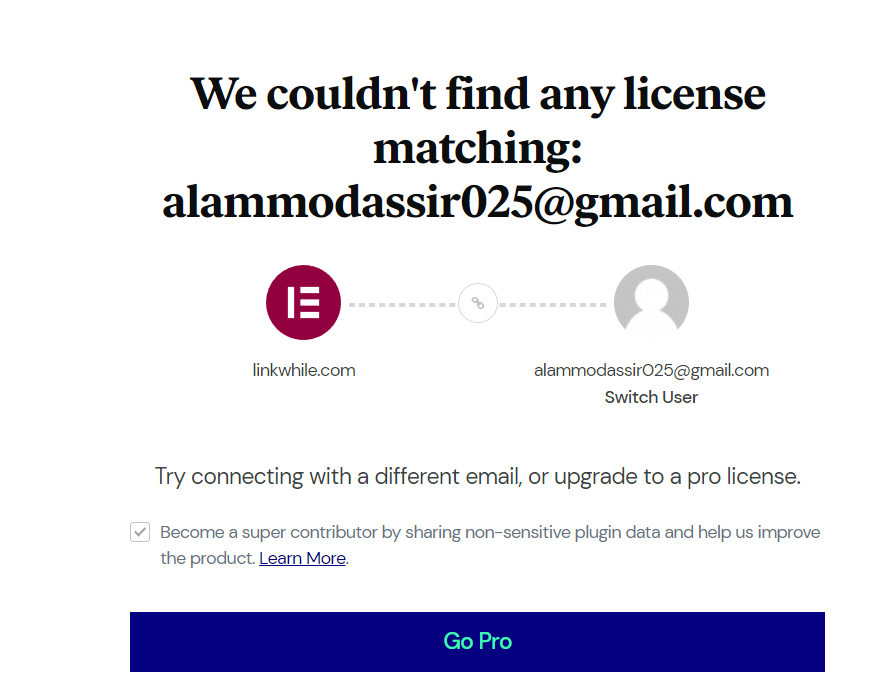 We couldn't find any license
matching:
alammodassir025@gmail.com
linkwhile.com
alammodassir025@gmail.com
Switch User
Try connecting with a different email, or upgrade to a pro license.
Become a super contributor by sharing non-sensitive plugin data and help us improve
the product. Learn More.
Go Pro